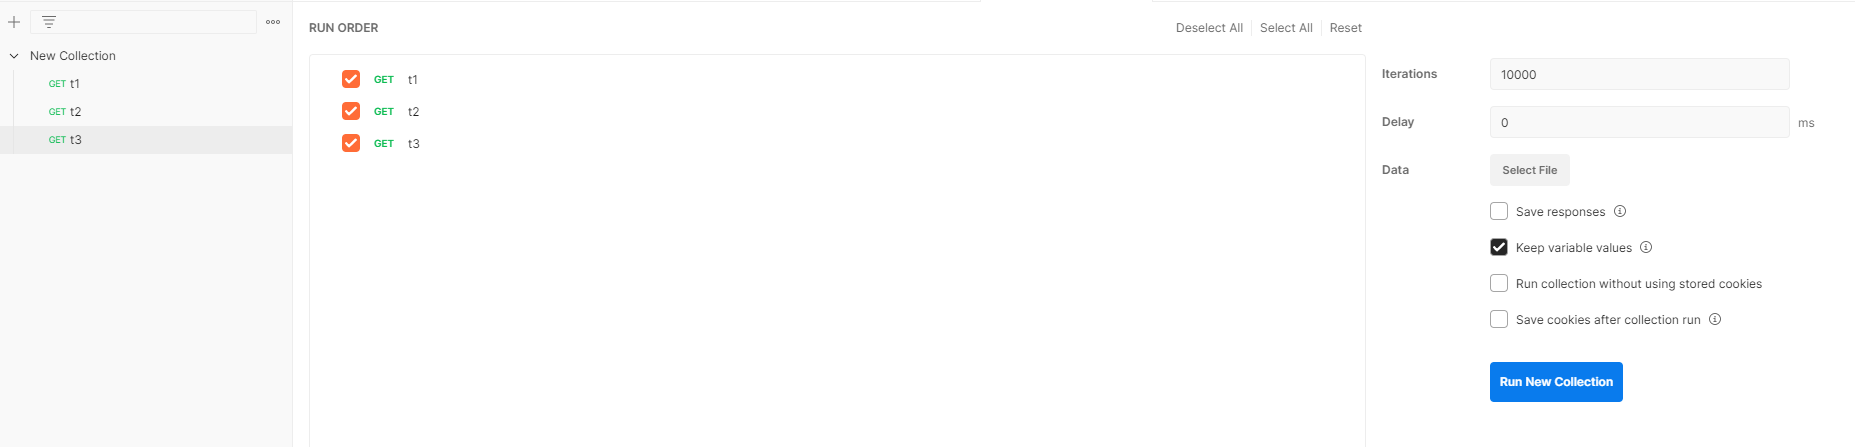 New Collection
GET t1
GET t2
GET t3
RUN ORDER
Deselect All Select All Reset
GET t1
GET t2
GET t3
Iterations 10000
Delay 0 ms
Data Select File
Save responses
Keep variable values
Run collection without using stored cookies
Save cookies after collection run
Run New Collection